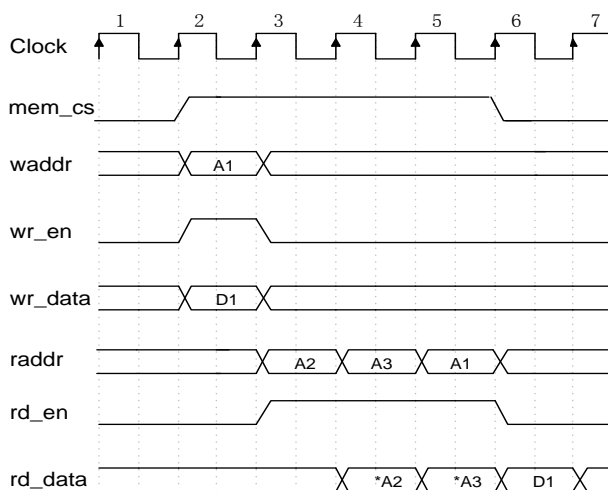 1 2 3 4 5 6 7
Clock
mem_cs
waddr A1
wr_en
wr_data D1
raddr A2 A3 A1
rd_en
rd_data *A2 *A3 D1